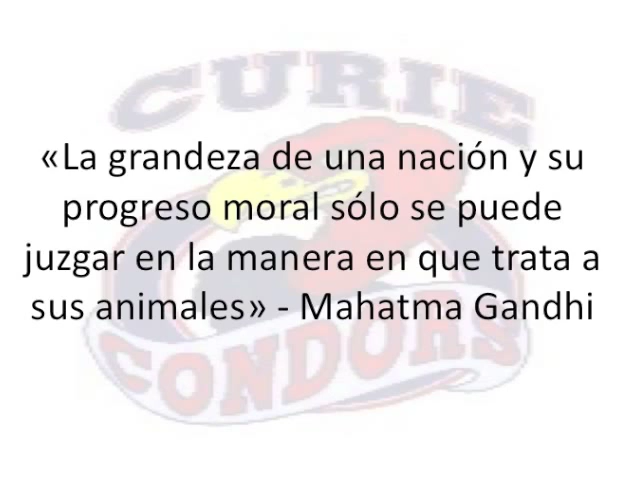 CURIE
«La grandeza de una nación y su
progreso moral sólo se puede
juzgar en la manera en que trata a
sus animales» - Mahatma Gandhi
CONDORS